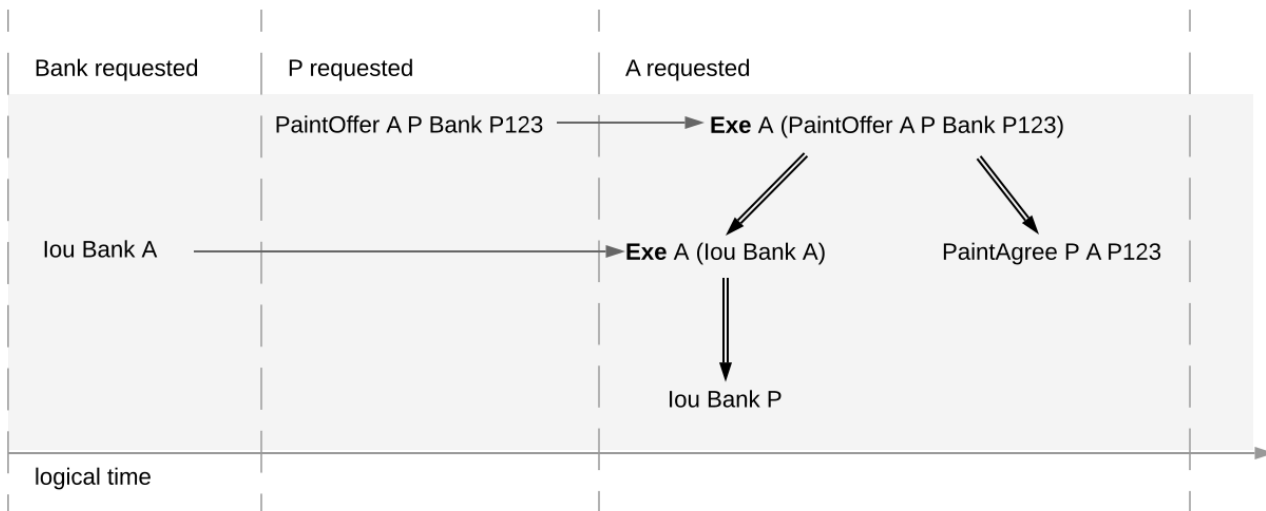 Bank requested
P requested
A requested
PaintOffer A P Bank P123
Exe A (PaintOffer A P Bank P123)
Iou Bank A
Exe A (Iou Bank A)
PaintAgree P A P123
Iou Bank P
logical time